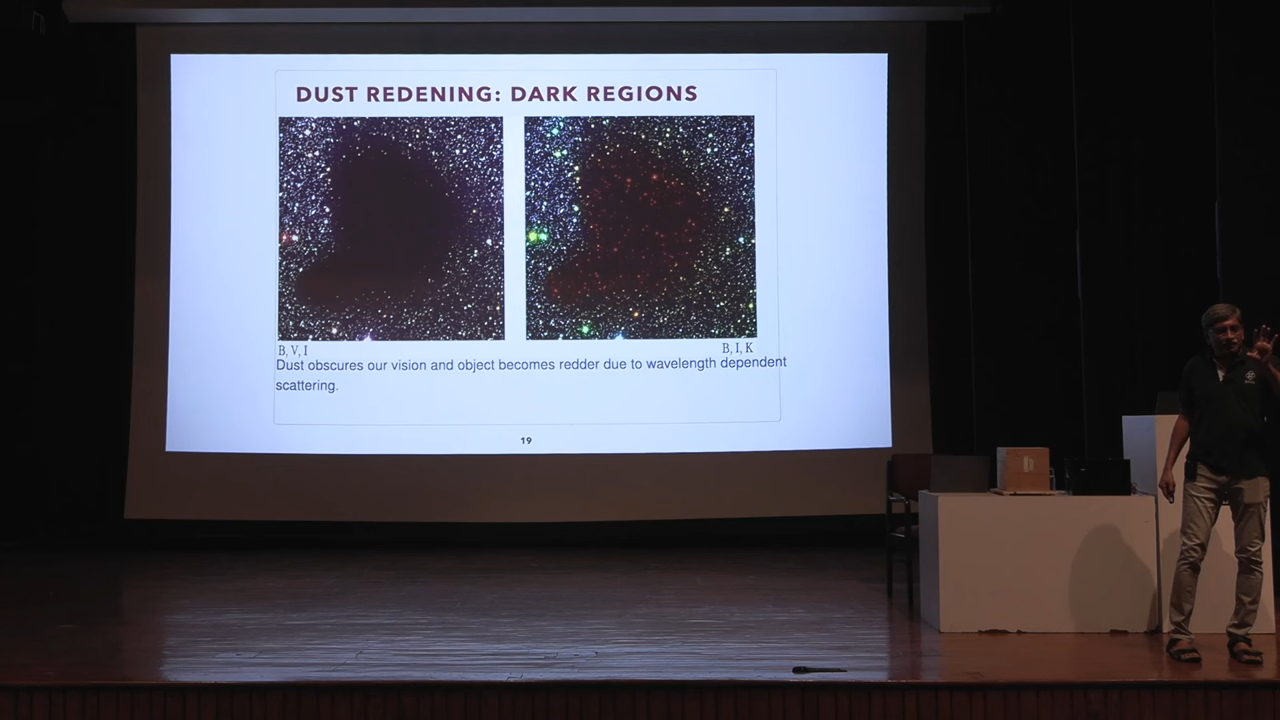 DUST REDENING: DARK REGIONS
B, V, I
B, I, K
Dust obscures our vision and object becomes redder due to wavelength dependent
scattering.
19